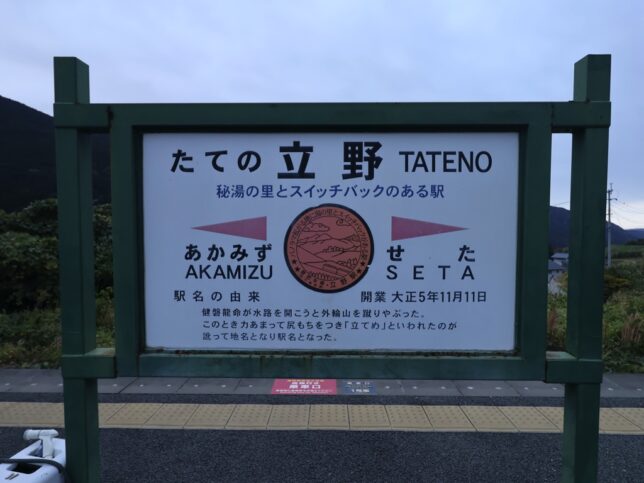 たての 立野 TATENO
秘湯の里とスイッチバックのある駅
あかみず
AKAMIZU
せた
SETA
駅名の由来
開業 大正5年11月11日
健磐龍命が水路を開こうと外輪山を蹴りやぶった。
このとき力あまって尻もちをつき「立てめ」といわれたのが
訛って地名となり駅名となった。
乗車口